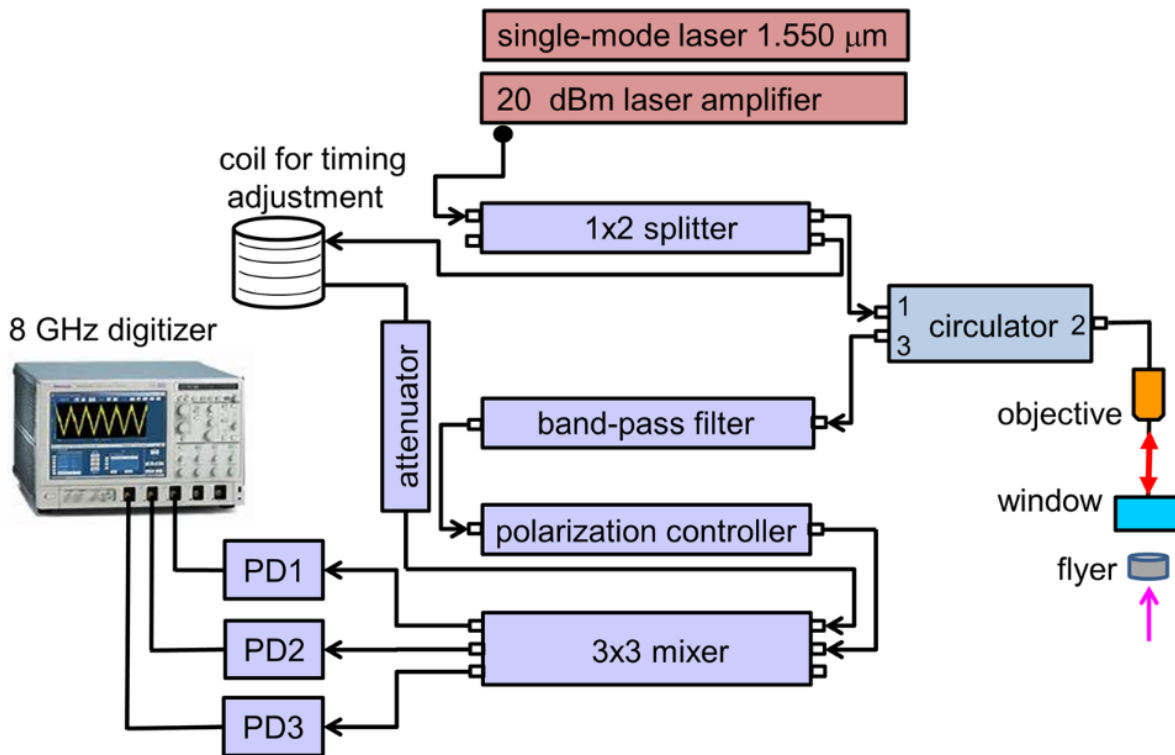 single-mode laser 1.550 μm
20 dBm laser amplifier
coil for timing
adjustment
1x2 splitter
8 GHz digitizer
1
circulator
2
3
attenuator
band-pass filter
objective
window
polarization controller
flyer
PD1
PD2
3x3 mixer
PD3